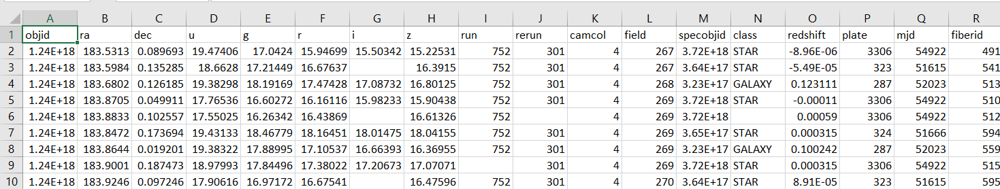 A B C D E F G H I J K L M N O P Q R
1 objid ra dec u g r i z run rerun camcol field specobjid class redshift plate mjd fiberid
2 1.24E+18 183.5313 0.089693 19.47406 17.0424 15.94699 15.50342 15.22531 752 301 4 267 3.72E+18 STAR -8.96E-06 3306 54922 491
3 1.24E+18 183.5984 0.135285 18.6628 17.21449 16.67637 16.3915 752 301 4 267 3.64E+17 STAR -5.49E-05 323 51615 541
4 1.24E+18 183.6802 0.126185 19.38298 18.19169 17.47428 17.08732 16.80125 752 301 4 268 3.23E+17 GALAXY 0.123111 287 52023 513
5 1.24E+18 183.8705 0.049911 17.76536 16.60272 16.16116 15.98233 15.90438 752 301 4 269 3.72E+18 STAR -0.00011 3306 54922 510
6 1.24E+18 183.8833 0.102557 17.55025 16.26342 16.43869 16.61326 752 4 269 3.72E+18 0.00059 3306 54922 512
7 1.24E+18 183.8472 0.173694 19.43133 18.46779 18.16451 18.01475 18.04155 752 301 4 269 3.65E+17 STAR 0.000315 324 51666 594
8 1.24E+18 183.8644 0.019201 19.38322 17.88995 17.10537 16.66393 16.36955 752 301 4 269 3.23E+17 GALAXY 0.100242 287 52023 559
9 1.24E+18 183.9001 0.187473 18.97993 17.84496 17.38022 17.20673 17.07071 301 4 269 3.72E+18 STAR 0.000315 3306 54922 515
10 1.24E+18 183.9246 0.097246 17.90616 16.97172 16.67541 16.47596 752 301 4 270 3.64E+17 STAR 8.91E-05 323 51615 595